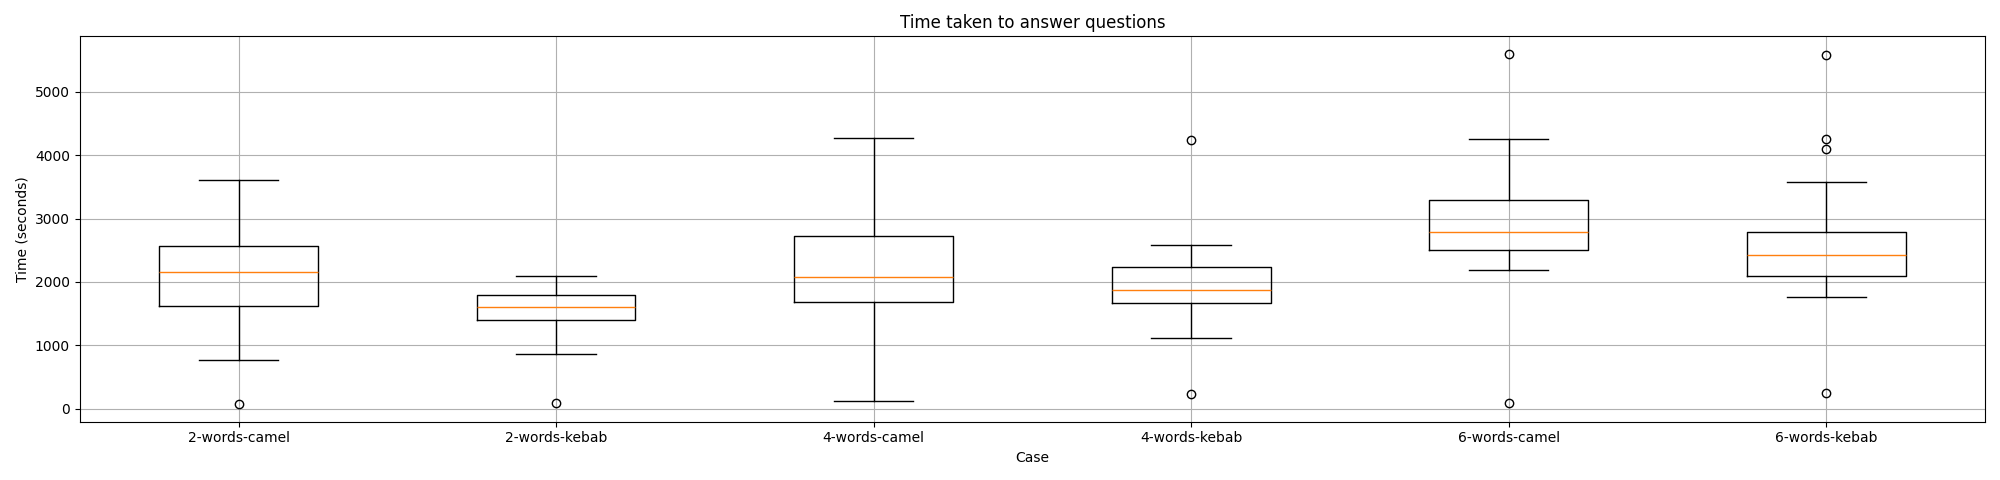 Time taken to answer questions
Time (seconds)
5000
4000
3000
2000
1000
0
2-words-camel 2-words-kebab 4-words-camel 4-words-kebab 6-words-camel 6-words-kebab
Case